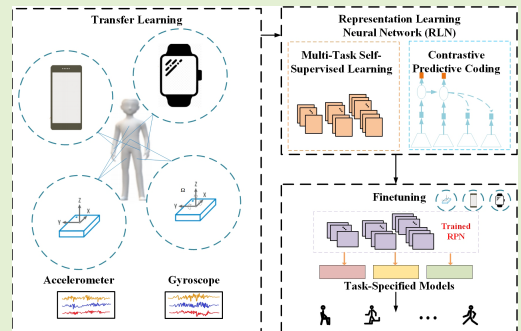 Transfer Learning
Z
X
Y
Z
X
Y
Accelerometer
Gyroscope
Representation Learning
Neural Network (RLN)
Multi-Task Self-
Supervised Learning
Contrastive
Predictive Coding
Finetuning
Trained
RPN
Task-Specified Models
...